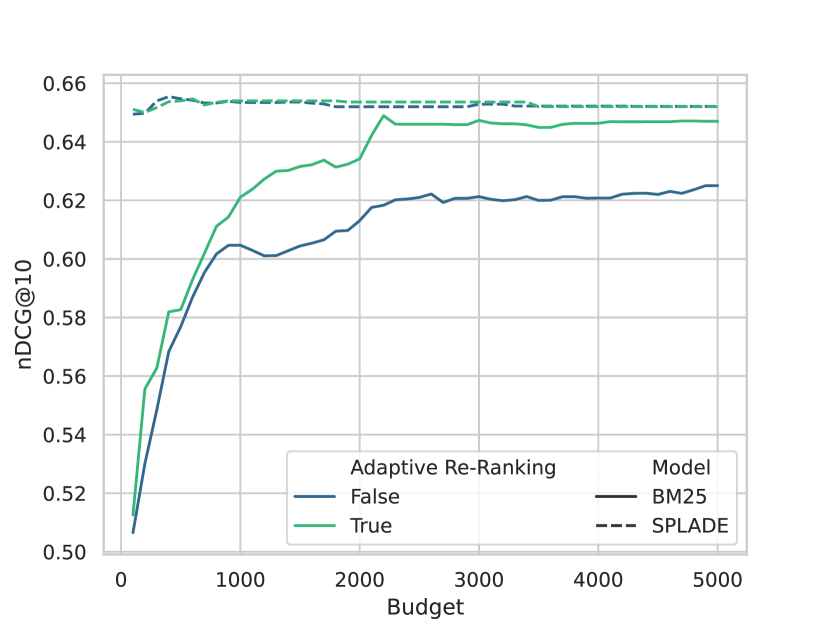 0.66
0.64
0.62
0.60
0.58
0.56
0.54
0.52
0.50
nDCG@10
Adaptive Re-Ranking
False
True
Model
BM25
SPLADE
0 1000 2000 3000 4000 5000
Budget